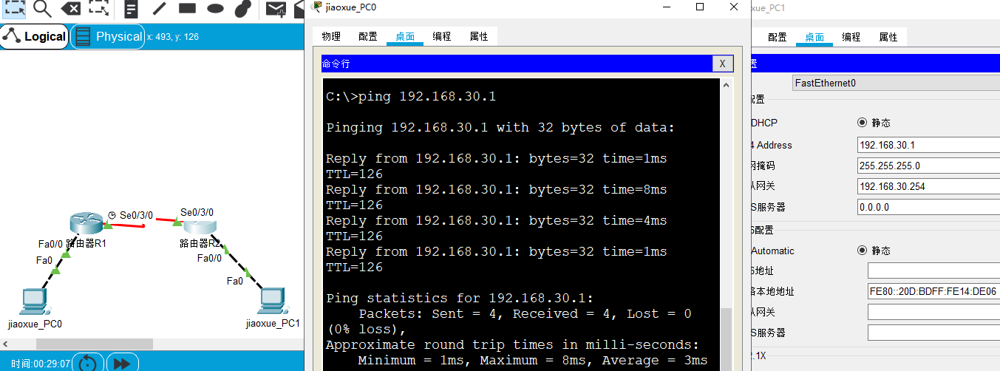 Logical
Physical x: 493, y: 126
Se0/3/0
Se0/3/0
Fa0/0 路由器R1
路由器R2
Fa0/0
Fa0
Fa0
jiaoxue_PC0
jiaoxue_PC1
时间:00:29:07
jiaoxue_PC0
物理 配置 桌面 编程 属性
命令行
X
C:\>ping 192.168.30.1
Pinging 192.168.30.1 with 32 bytes of data:
Reply from 192.168.30.1: bytes=32 time=1ms
TTL=126
Reply from 192.168.30.1: bytes=32 time=8ms
TTL=126
Reply from 192.168.30.1: bytes=32 time=4ms
TTL=126
Reply from 192.168.30.1: bytes=32 time=1ms
TTL=126
Ping statistics for 192.168.30.1:
Packets: Sent = 4, Received = 4, Lost = 0
(0% loss),
Approximate round trip times in milli-seconds:
Minimum = 1ms, Maximum = 8ms, Average = 3ms
xue_PC1
配置 桌面 编程 属性
置
FastEthernet0
配置
DHCP 静态
4 Address 192.168.30.1
网掩码 255.255.255.0
认网关 192.168.30.254
S服务器 0.0.0.0
6配置
Automatic 静态
6地址
本地地址 FE80::20D:BDFF:FE14:DE06
认网关
S服务器
2.1X